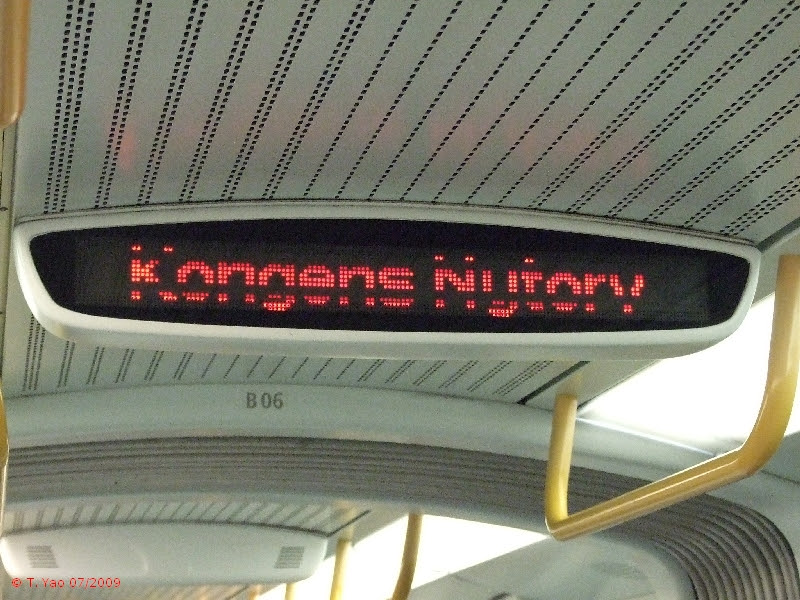 Kongens Nytorv
B06
© T. Yao 07/2009